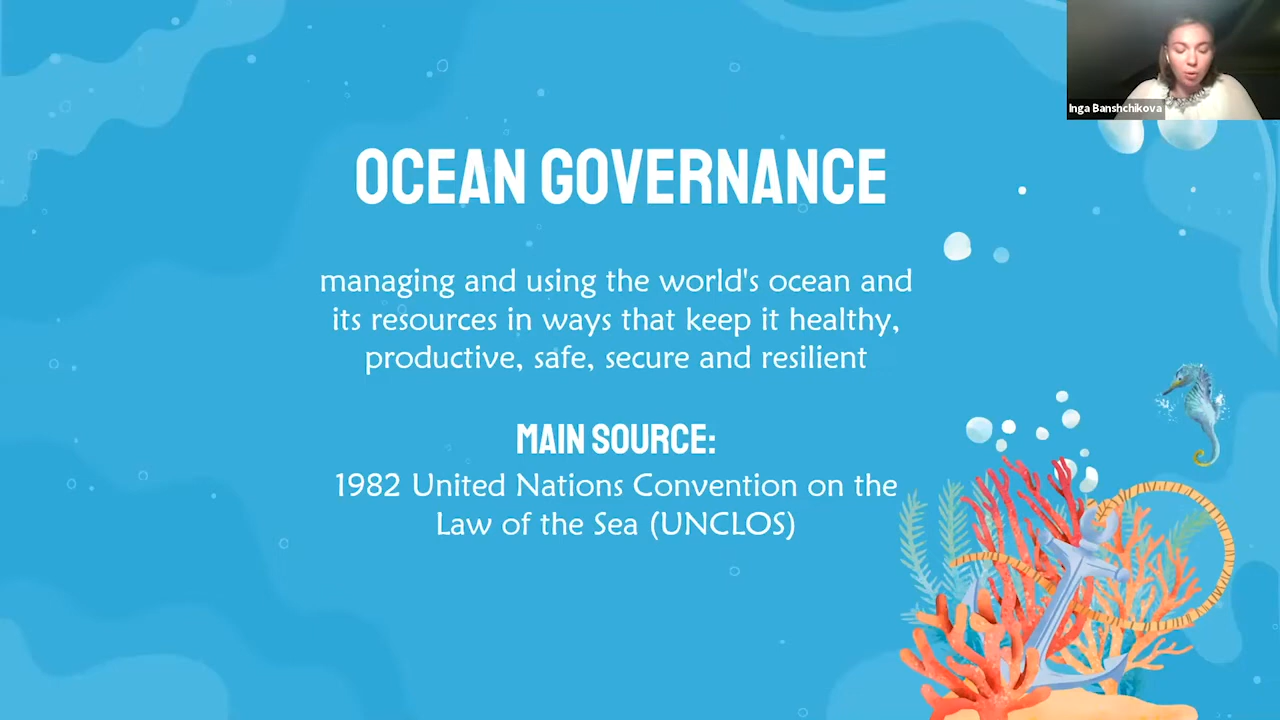 Inga Banshchikova
OCEAN GOVERNANCE
managing and using the world's ocean and
its resources in ways that keep it healthy,
productive, safe, secure and resilient
MAIN SOURCE:
1982 United Nations Convention on the
Law of the Sea (UNCLOS)